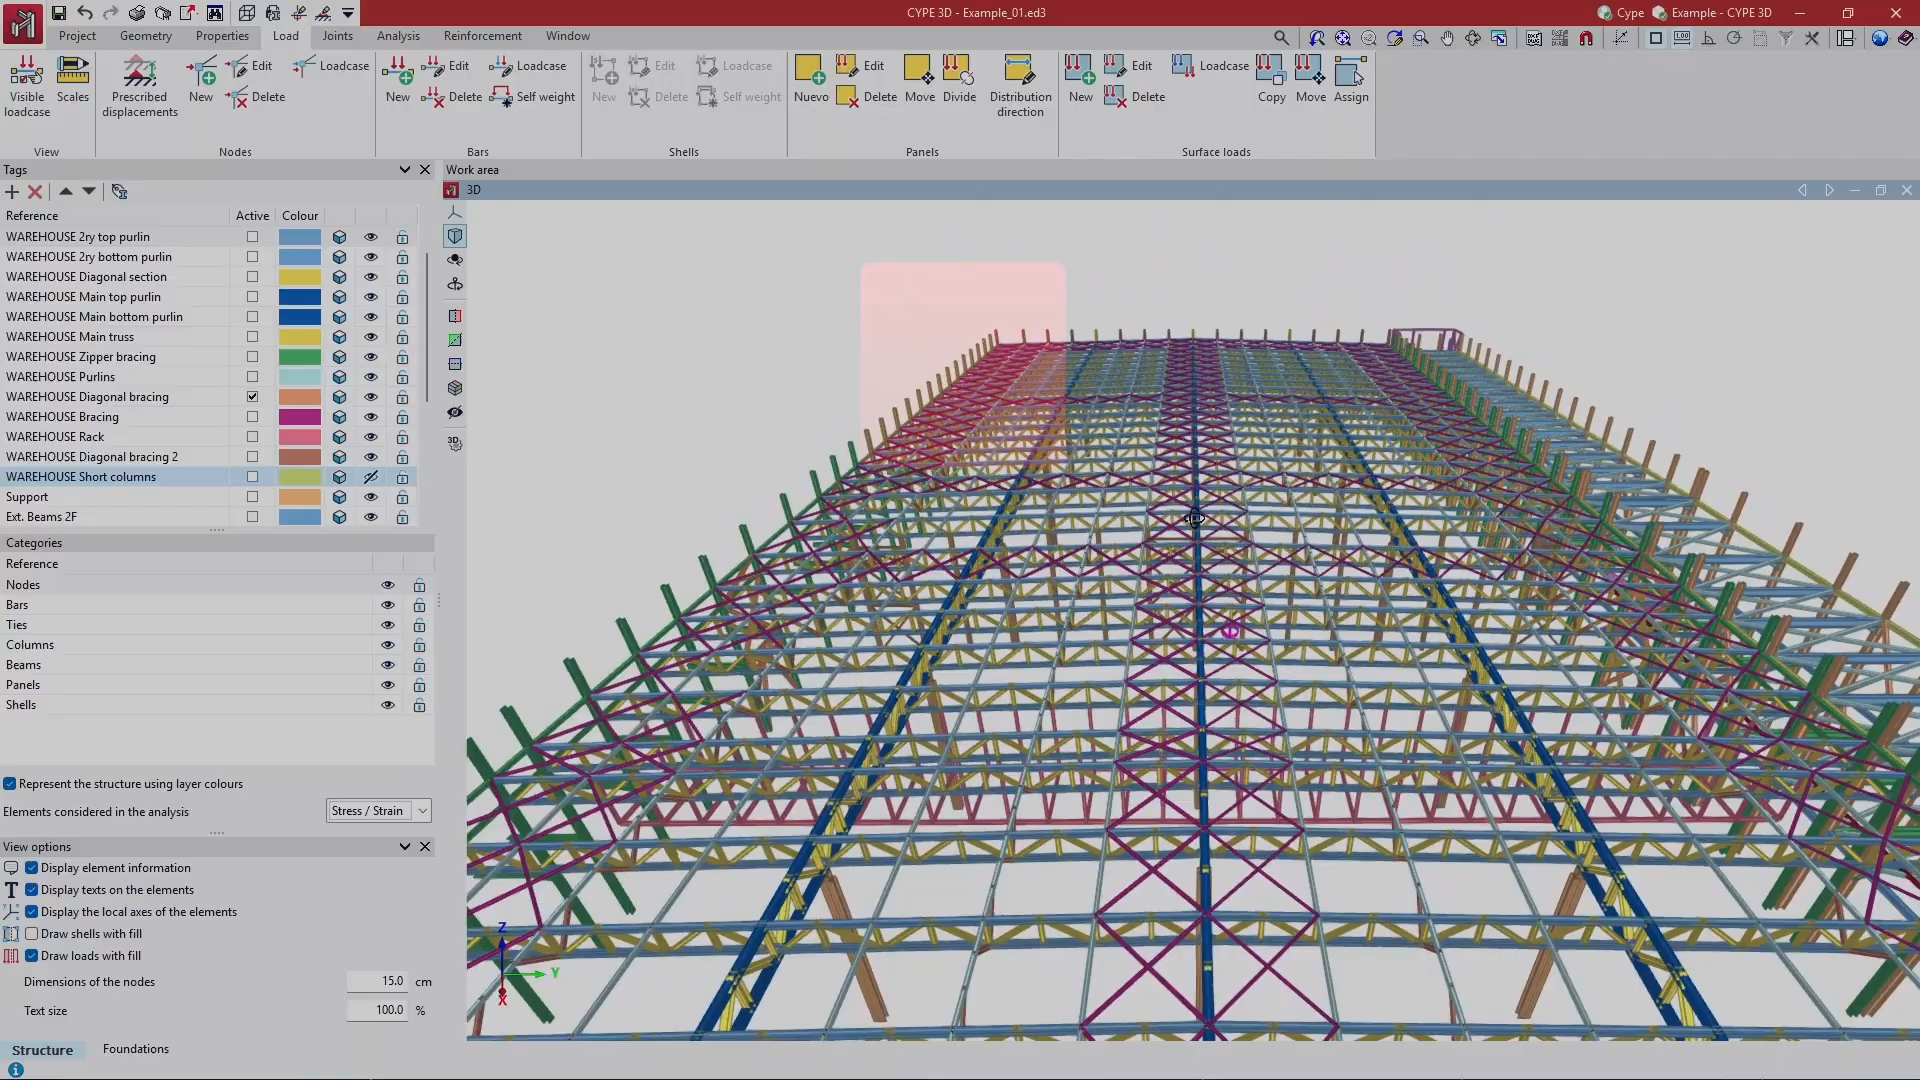 CYPE 3D - Example_01.ed3
Cype
Example - CYPE 3D
Project Geometry Properties Load Joints Analysis Reinforcement Window
Visible loadcase
Scales
View
Prescribed displacements
New
Edit
Delete
Loadcase
Nodes
New
Edit
Delete
Loadcase
Self weight
Bars
New
Edit
Delete
Loadcase
Self weight
Shells
Nuevo
Edit
Delete
Move
Divide
Distribution direction
Panels
New
Edit
Delete
Loadcase
Copy
Move
Assign
Surface loads
Tags
Work area
3D
Reference Active Colour
WAREHOUSE 2ry top purlin
WAREHOUSE 2ry bottom purlin
WAREHOUSE Diagonal section
WAREHOUSE Main top purlin
WAREHOUSE Main bottom purlin
WAREHOUSE Main truss
WAREHOUSE Zipper bracing
WAREHOUSE Purlins
WAREHOUSE Diagonal bracing
WAREHOUSE Bracing
WAREHOUSE Rack
WAREHOUSE Diagonal bracing 2
WAREHOUSE Short columns
Support
Ext. Beams 2F
Categories
Reference
Nodes
Bars
Ties
Columns
Beams
Panels
Shells
Represent the structure using layer colours
Elements considered in the analysis Stress / Strain
View options
Display element information
Display texts on the elements
Display the local axes of the elements
Draw shells with fill
Draw loads with fill
Dimensions of the nodes 15.0 cm
Text size 100.0 %
Structure Foundations
Z
Y
X